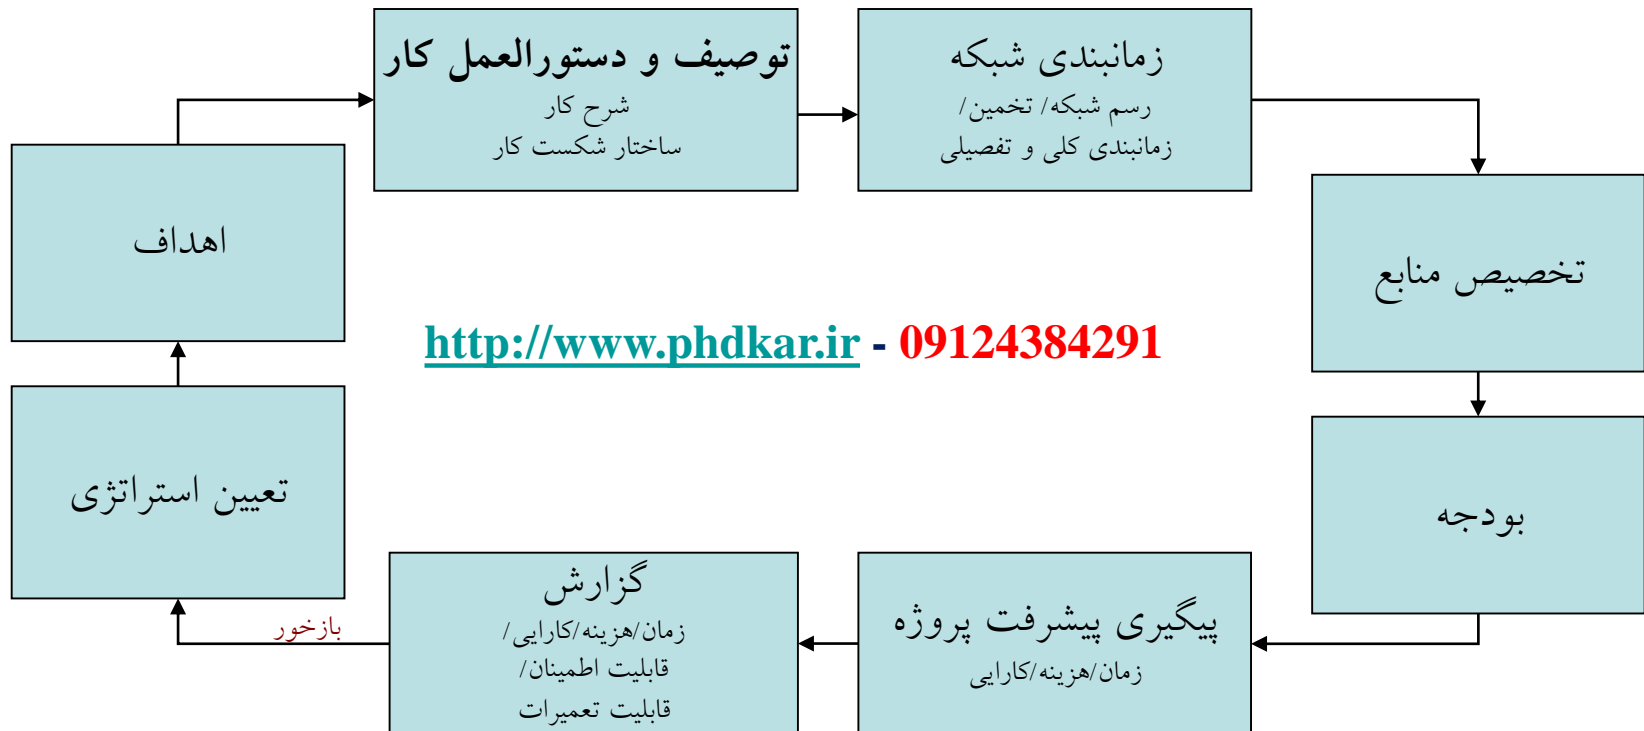 توصیف و دستورالعمل کار
شرح کار
ساختار شکست کار
زمانبندی شبکه
رسم شبکه/ تخمین/
زمانبندی کلی و تفصیلی
تخصیص منابع
بودجه
پیگیری پیشرفت پروژه
زمان/هزینه/کارایی
گزارش
زمان/هزینه/کارایی/
قابلیت اطمینان/
قابلیت تعمیرات
بازخور
تعیین استراتژی
اهداف
http://www.phdkar.ir - 09124384291